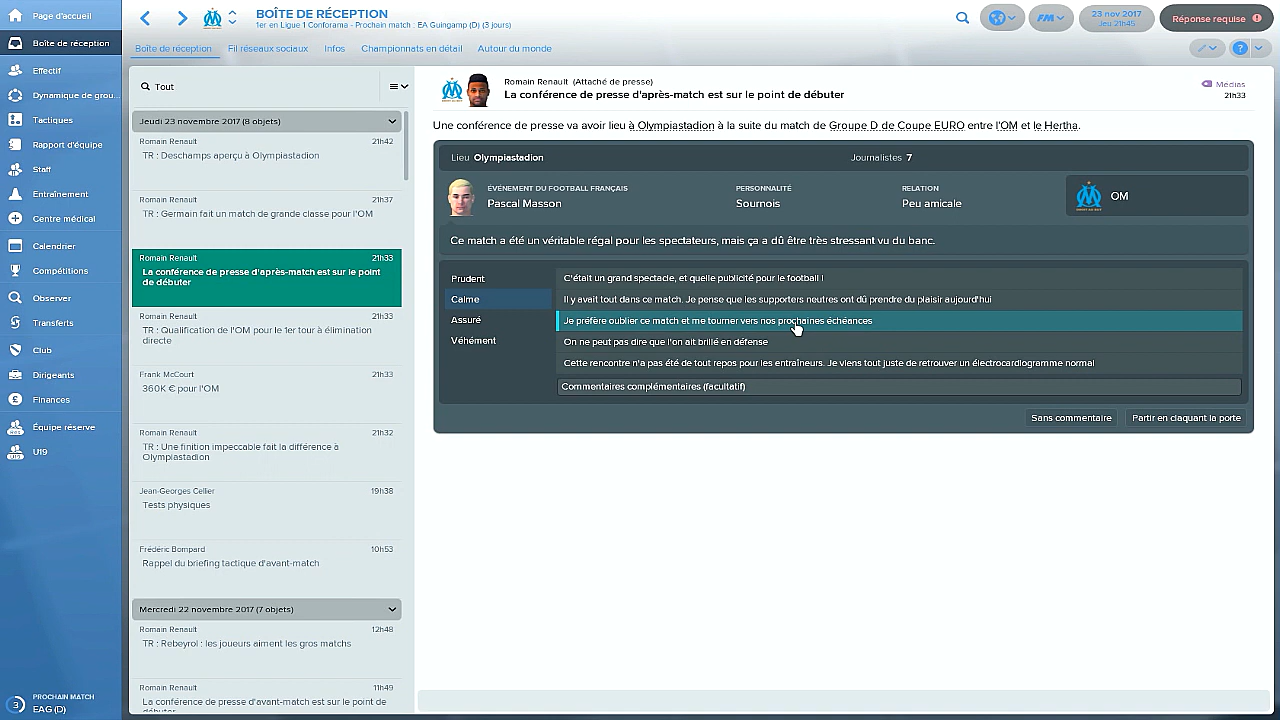 Page d'accueil
Boîte de réception
Effectif
Dynamique de grou...
Tactiques
Rapport d'équipe
Staff
Entraînement
Centre médical
Calendrier
Compétitions
Observer
Transferts
Club
Dirigeants
Finances
Équipe réserve
U19
3
PROCHAIN MATCH
EAG (D)
BOÎTE DE RÉCEPTION
1er en Ligue 1 Conforama - Prochain match : EA Guingamp (D) (3 jours)
FM
23 nov 2017
Jeu 21h45
Réponse requise
Boîte de réception Fil réseaux sociaux Infos Championnats en détail Autour du monde
?
Tout
Jeudi 23 novembre 2017 (8 objets)
Romain Renault 21h42
TR : Deschamps aperçu à Olympiastadion
Romain Renault 21h37
TR : Germain fait un match de grande classe pour l'OM
Romain Renault 21h33
La conférence de presse d'après-match est sur le point
de débuter
Romain Renault 21h33
TR : Qualification de l'OM pour le 1er tour à élimination
directe
Frank McCourt 21h33
360K € pour l'OM
Romain Renault 21h32
TR : Une finition impeccable fait la différence à
Olympiastadion
Jean-Georges Cellier 19h38
Tests physiques
Frédéric Bompard 10h53
Rappel du briefing tactique d'avant-match
Mercredi 22 novembre 2017 (7 objets)
Romain Renault 12h48
TR : Rebeyrol : les joueurs aiment les gros matchs
Romain Renault 11h49
La conférence de presse d'avant-match est sur le point de
débuter
Romain Renault (Attaché de presse)
La conférence de presse d'après-match est sur le point de débuter
Médias
21h33
Une conférence de presse va avoir lieu à Olympiastadion à la suite du match de Groupe D de Coupe EURO entre l'OM et le Hertha.
Lieu Olympiastadion Journalistes 7
ÉVÉNEMENT DU FOOTBALL FRANÇAIS PERSONNALITÉ RELATION
Pascal Masson Sournois Peu amicale
OM
Ce match a été un véritable régal pour les spectateurs, mais ça a dû être très stressant vu du banc.
Prudent
Calme
Assuré
Véhément
C'était un grand spectacle, et quelle publicité pour le football !
Il y avait tout dans ce match. Je pense que les supporters neutres ont dû prendre du plaisir aujourd'hui
Je préfère oublier ce match et me tourner vers nos prochaines échéances
On ne peut pas dire que l'on ait brillé en défense
Cette rencontre n'a pas été de tout repos pour les entraîneurs. Je viens tout juste de retrouver un électrocardiogramme normal
Commentaires complémentaires (facultatif)
Sans commentaire Partir en claquant la porte